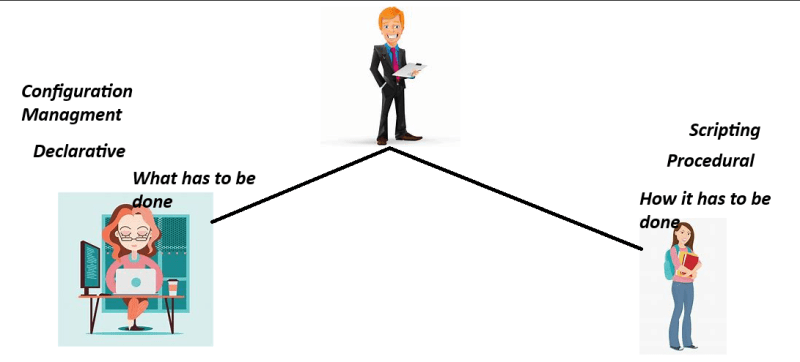 Configuration
Managment
Declarative
What has to be
done
Scripting
Procedural
How it has to be
done